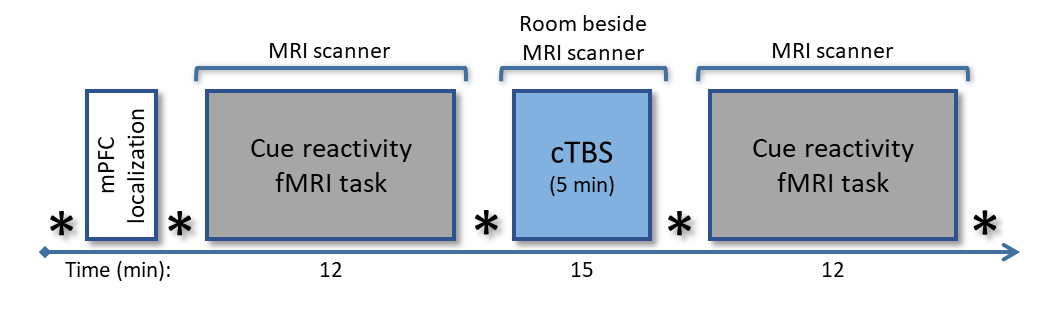 Room beside
MRI scanner
MRI scanner
MRI scanner
mPFC
localization
Cue reactivity
fMRI task
cTBS
(5 min)
Cue reactivity
fMRI task
* * * * *
Time (min): 12 15 12